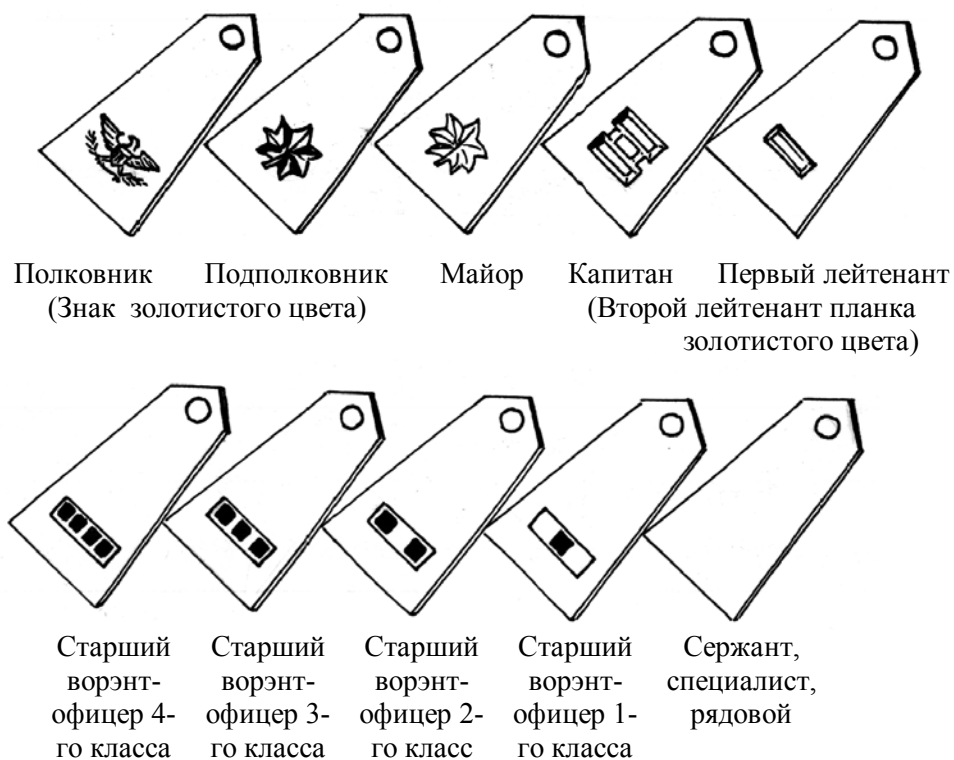 Полковник Подполковник Майор Капитан Первый лейтенант
(Знак золотистого цвета) (Второй лейтенант планка
золотистого цвета)
Старший Старший Старший Старший Сержант,
ворэнт- ворэнт- ворэнт- ворэнт- специалист,
офицер 4- офицер 3- офицер 2- офицер 1- рядовой
го класса го класса го класс го класса